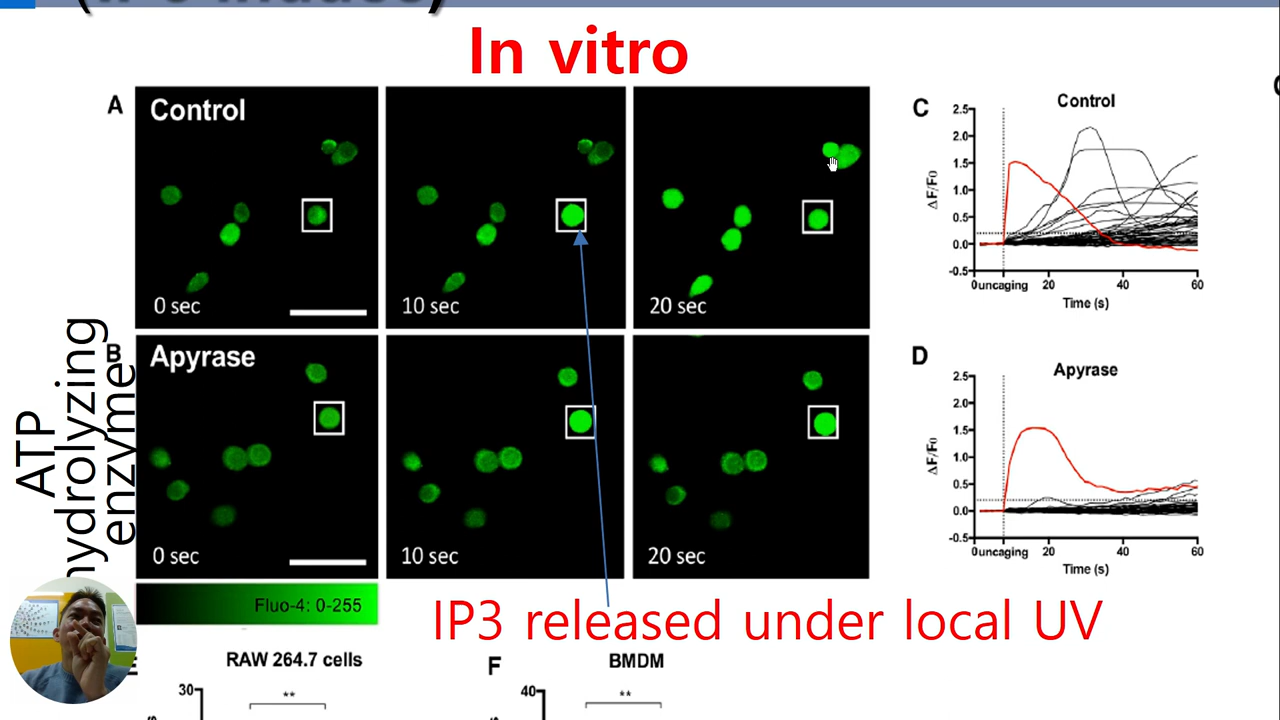 In vitro
A
Control
0 sec
10 sec
20 sec
B
Apyrase
0 sec
10 sec
20 sec
Fluo-4: 0-255
ATP
hydrolyzing
enzyme
C
Control
2.5
2.0
1.5
1.0
0.5
0.0
-0.5
ΔF/F0
0 uncaging 20 40 60
Time (s)
D
Apyrase
2.5
2.0
1.5
1.0
0.5
0.0
-0.5
ΔF/F0
0 uncaging 20 40 60
Time (s)
IP3 released under local UV
E
RAW 264.7 cells
30
**
F
BMDM
40
**